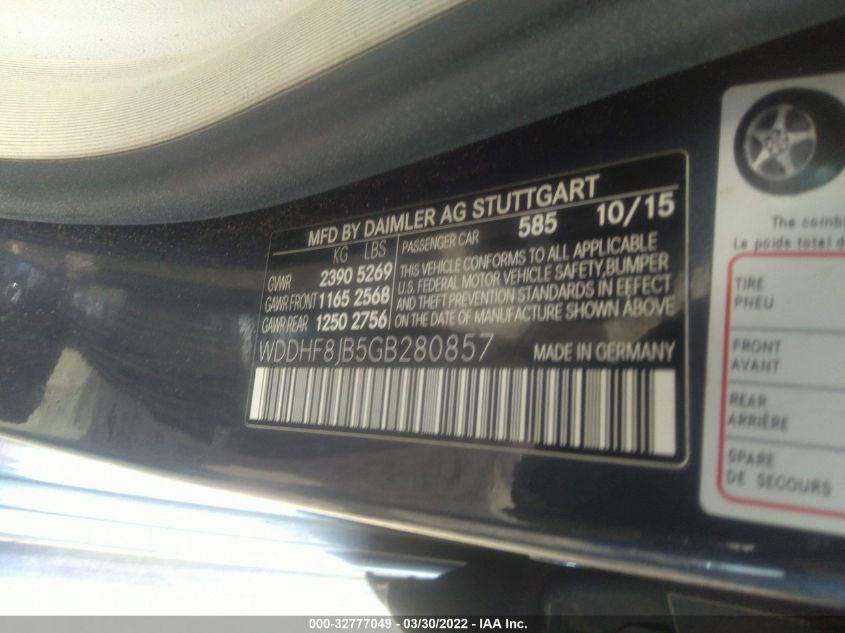 MFD BY DAIMLER AG STUTTGART
KG LBS PASSENGER CAR 585 10/15
GVWR 2390 5269
GAWR FRONT 1165 2568
GAWR REAR 1250 2756
THIS VEHICLE CONFORMS TO ALL APPLICABLE
U.S. FEDERAL MOTOR VEHICLE SAFETY,BUMPER
AND THEFT PREVENTION STANDARDS IN EFFECT
ON THE DATE OF MANUFACTURE SHOWN ABOVE
WDDHF8JB5GB280857 MADE IN GERMANY
The comb
Le poids total d
TIRE
PNEU
FRONT
AVANT
REAR
ARRIÈRE
SPARE
DE SECOURS
000-32777049 - 03/30/2022 - IAA Inc.